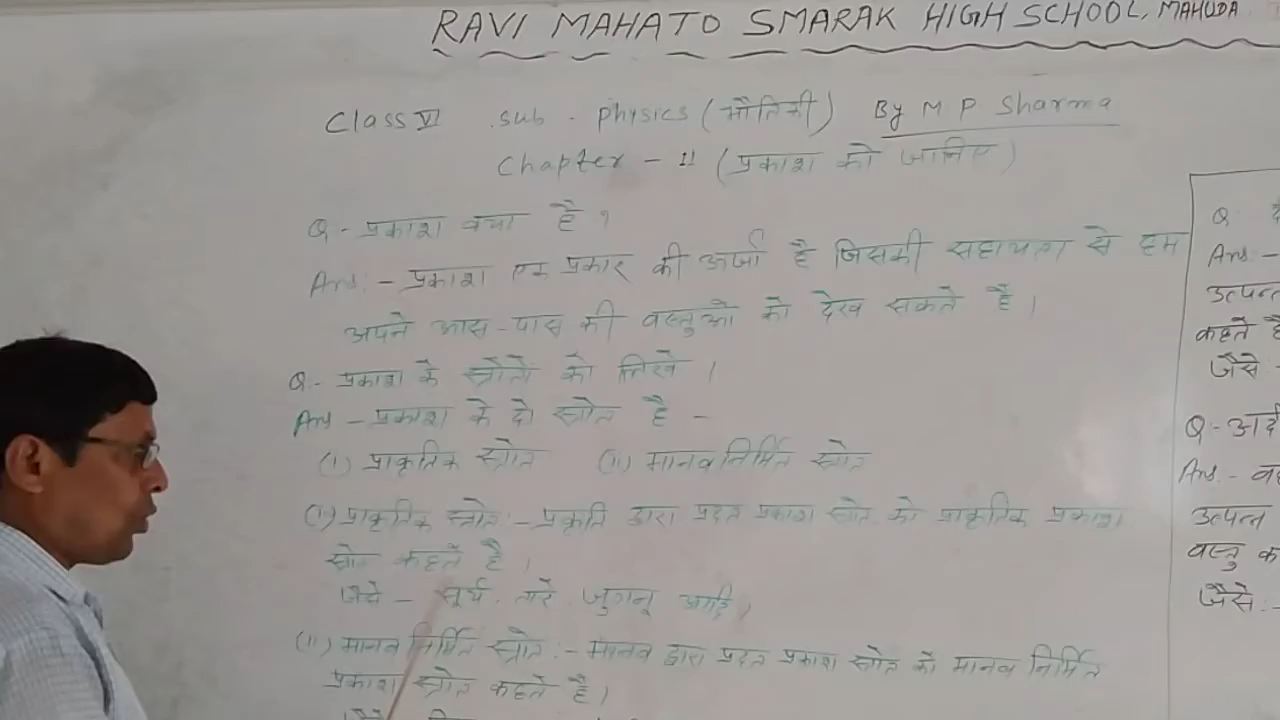 RAVI MAHATO SMARAK HIGH SCHOOL, MAHUDA
Class VI Sub - Physics (भौतिकी) By M P Sharma
Chapter - 11 (प्रकाश को जानिए)
Q - प्रकाश क्या है ?
Ans :- प्रकाश एक प्रकार की ऊर्जा है जिसकी सहायता से हम
अपने आस-पास की वस्तुओ को देख सकते है।
Q :- प्रकाश के स्त्रोतो को लिखे ।
Ans - प्रकाश के दो स्त्रोत है -
(i) प्राकृतिक स्त्रोत (ii) मानव निर्मित स्त्रोत
(i) प्राकृतिक स्त्रोत :- प्रकृति द्वारा प्रदत प्रकाश स्त्रोत को प्राकृतिक प्रकाश
स्त्रोत कहते है ।
जैसे - सूर्य, तारे, जुगनू आदि।
(ii) मानव निर्मित स्त्रोत :- मानव द्वारा प्रदत प्रकाश स्त्रोत को मानव निर्मित
प्रकाश स्त्रोत कहते है।
Q
Ans :-
उत्पन्न
कहते है
जैसे -
Q -
Ans. -
उत्पन्न
वस्तु क
जैसे :-